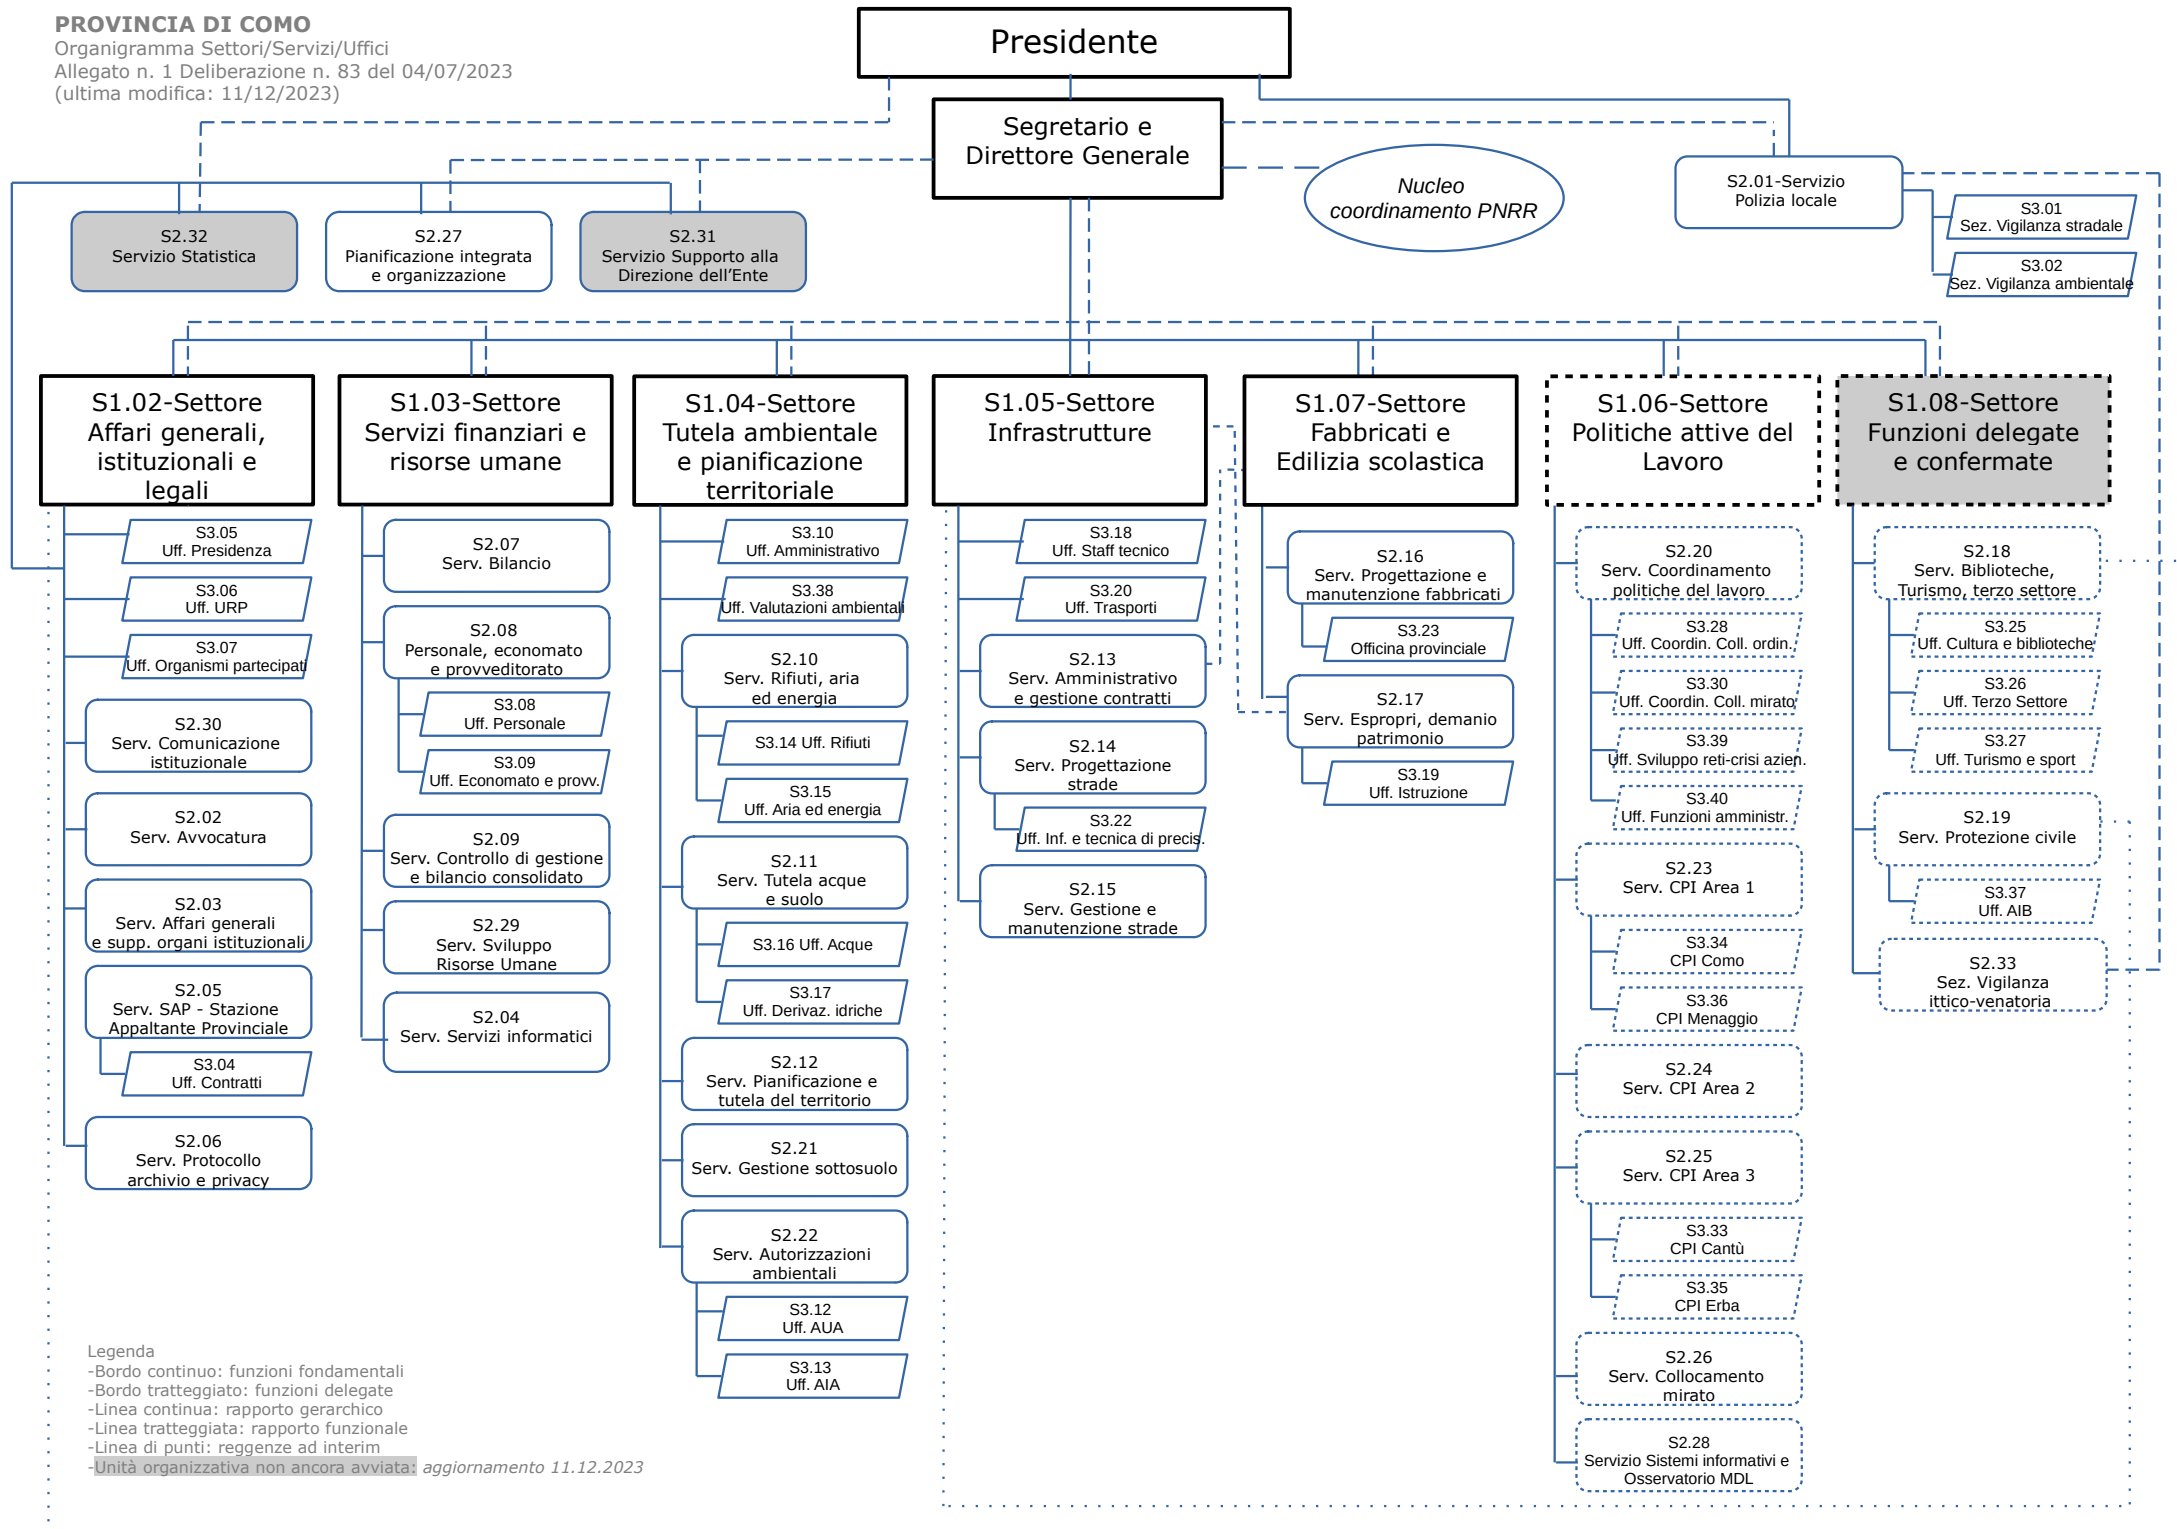 PROVINCIA DI COMO
Organigramma Settori/Servizi/Uffici
Allegato n. 1 Deliberazione n. 83 del 04/07/2023
(ultima modifica: 11/12/2023)
Presidente
Segretario e
Direttore Generale
Nucleo
coordinamento PNRR
S2.01-Servizio
Polizia locale
S3.01
Sez. Vigilanza stradale
S3.02
Sez. Vigilanza ambientale
S2.32
Servizio Statistica
S2.27
Pianificazione integrata
e organizzazione
S2.31
Servizio Supporto alla
Direzione dell’Ente
S1.02-Settore
Affari generali,
istituzionali e
legali
S3.05
Uff. Presidenza
S3.06
Uff. URP
S3.07
Uff. Organismi partecipati
S2.30
Serv. Comunicazione
istituzionale
S2.02
Serv. Avvocatura
S2.03
Serv. Affari generali
e supp. organi istituzionali
S2.05
Serv. SAP - Stazione
Appaltante Provinciale
S3.04
Uff. Contratti
S2.06
Serv. Protocollo
archivio e privacy
S1.03-Settore
Servizi finanziari e
risorse umane
S2.07
Serv. Bilancio
S2.08
Personale, economato
e provveditorato
S3.08
Uff. Personale
S3.09
Uff. Economato e provv.
S2.09
Serv. Controllo di gestione
e bilancio consolidato
S2.29
Serv. Sviluppo
Risorse Umane
S2.04
Serv. Servizi informatici
S1.04-Settore
Tutela ambientale
e pianificazione
territoriale
S3.10
Uff. Amministrativo
S3.38
Uff. Valutazioni ambientali
S2.10
Serv. Rifiuti, aria
ed energia
S3.14 Uff. Rifiuti
S3.15
Uff. Aria ed energia
S2.11
Serv. Tutela acque
e suolo
S3.16 Uff. Acque
S3.17
Uff. Derivaz. idriche
S2.12
Serv. Pianificazione e
tutela del territorio
S2.21
Serv. Gestione sottosuolo
S2.22
Serv. Autorizzazioni
ambientali
S3.12
Uff. AUA
S3.13
Uff. AIA
S1.05-Settore
Infrastrutture
S3.18
Uff. Staff tecnico
S3.20
Uff. Trasporti
S2.13
Serv. Amministrativo
e gestione contratti
S2.14
Serv. Progettazione
strade
S3.22
Uff. Inf. e tecnica di precis.
S2.15
Serv. Gestione e
manutenzione strade
S1.07-Settore
Fabbricati e
Edilizia scolastica
S2.16
Serv. Progettazione e
manutenzione fabbricati
S3.23
Officina provinciale
S2.17
Serv. Espropri, demanio
patrimonio
S3.19
Uff. Istruzione
S1.06-Settore
Politiche attive del
Lavoro
S2.20
Serv. Coordinamento
politiche del lavoro
S3.28
Uff. Coordin. Coll. ordin.
S3.30
Uff. Coordin. Coll. mirato
S3.39
Uff. Sviluppo reti-crisi azien.
S3.40
Uff. Funzioni amministr.
S2.23
Serv. CPI Area 1
S3.34
CPI Como
S3.36
CPI Menaggio
S2.24
Serv. CPI Area 2
S2.25
Serv. CPI Area 3
S3.33
CPI Cantù
S3.35
CPI Erba
S2.26
Serv. Collocamento
mirato
S2.28
Servizio Sistemi informativi e
Osservatorio MDL
S1.08-Settore
Funzioni delegate
e confermate
S2.18
Serv. Biblioteche,
Turismo, terzo settore
S3.25
Uff. Cultura e biblioteche
S3.26
Uff. Terzo Settore
S3.27
Uff. Turismo e sport
S2.19
Serv. Protezione civile
S3.37
Uff. AIB
S2.33
Sez. Vigilanza
ittico-venatoria
Legenda
-Bordo continuo: funzioni fondamentali
-Bordo tratteggiato: funzioni delegate
-Linea continua: rapporto gerarchico
-Linea tratteggiata: rapporto funzionale
-Linea di punti: reggenze ad interim
-Unità organizzativa non ancora avviata: aggiornamento 11.12.2023